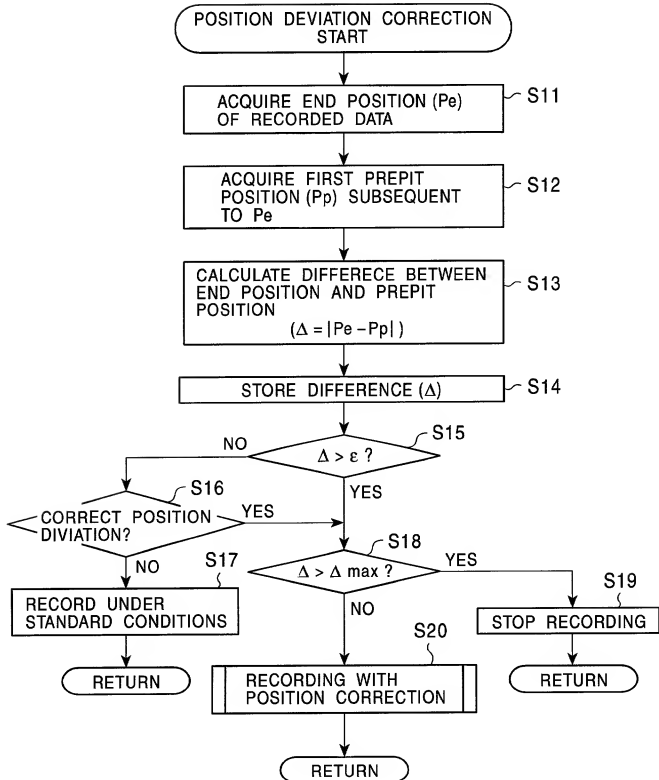 POSITION DEVIATION CORRECTION
START
ACQUIRE END POSITION (Pe)
OF RECORDED DATA
S11
ACQUIRE FIRST PREPIT
POSITION (Pp) SUBSEQUENT
TO Pe
S12
CALCULATE DIFFERECE BETWEEN
END POSITION AND PREPIT
POSITION
(Δ = |Pe – Pp| )
S13
STORE DIFFERENCE (Δ)
S14
S15
NO
Δ > ε ?
YES
S16
CORRECT POSITION
DIVIATION?
YES
NO
S17
RECORD UNDER
STANDARD CONDITIONS
RETURN
S18
Δ > Δ max ?
YES
NO
S19
STOP RECORDING
RETURN
S20
RECORDING WITH
POSITION CORRECTION
RETURN